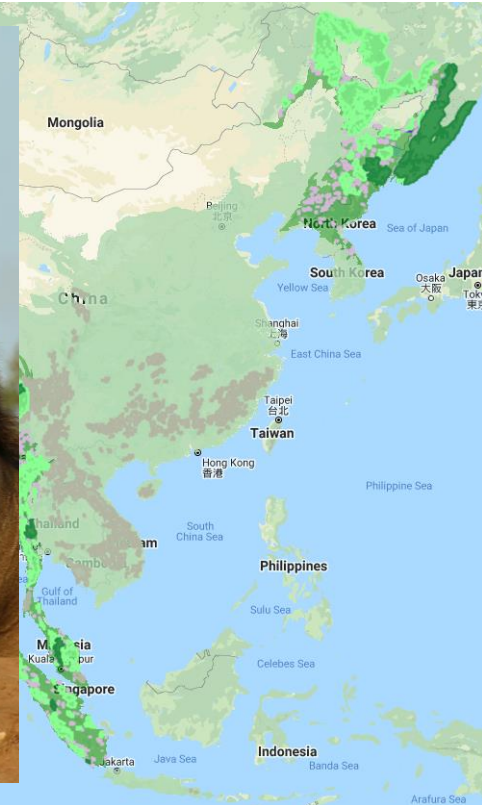 Mongolia
Beijing
北京
North Korea
Sea of Japan
South Korea
Japan
Osaka
大阪
Yellow Sea
China
Shanghai
上海
East China Sea
Taipei
台北
Taiwan
Hong Kong
香港
Philippine Sea
Thailand
South
China Sea
Philippines
Gulf of
Thailand
Sulu Sea
Celebes Sea
Singapore
Indonesia
Jakarta
Java Sea
Banda Sea
Arafura Sea